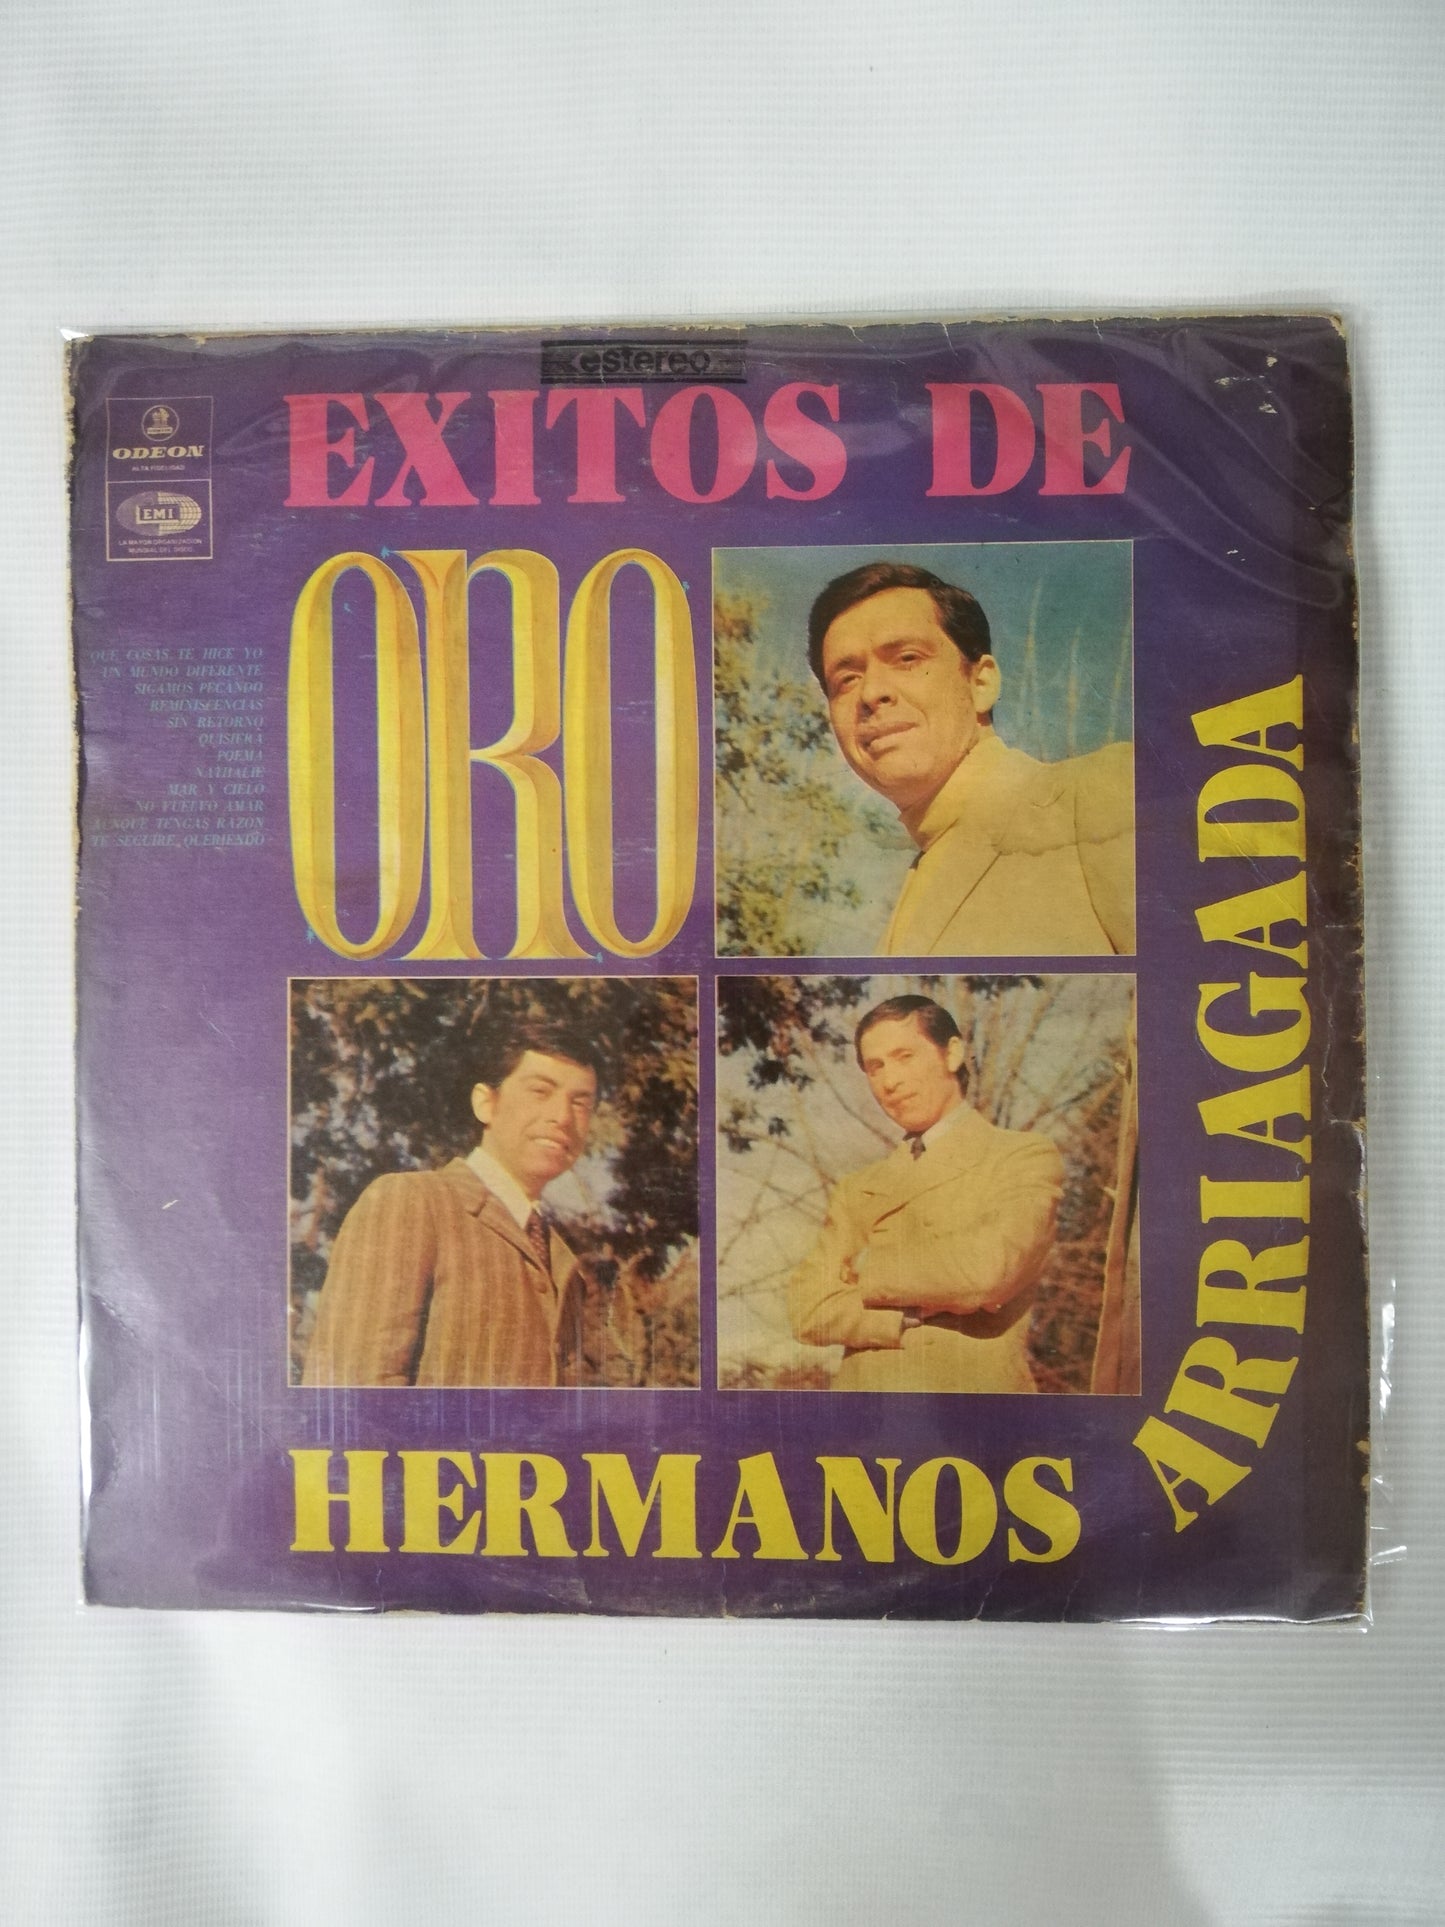 estereo
EXITOS DE
ORO
ODEON
ALTA FIDELIDAD
EMI
LA MAYOR ORGANIZACION
MUNDIAL DEL DISCO
QUE COSAS TE HICE YO
UN MUNDO DIFERENTE
SIGAMOS PECANDO
REMINISCENCIAS
SIN RETORNO
QUISIERA
POEMA
NATHALIE
MAR Y CIELO
NO VUELVO AMAR
AUNQUE TENGAS RAZON
TE SEGUIRE QUERIENDO
HERMANOS
ARRIAGADA